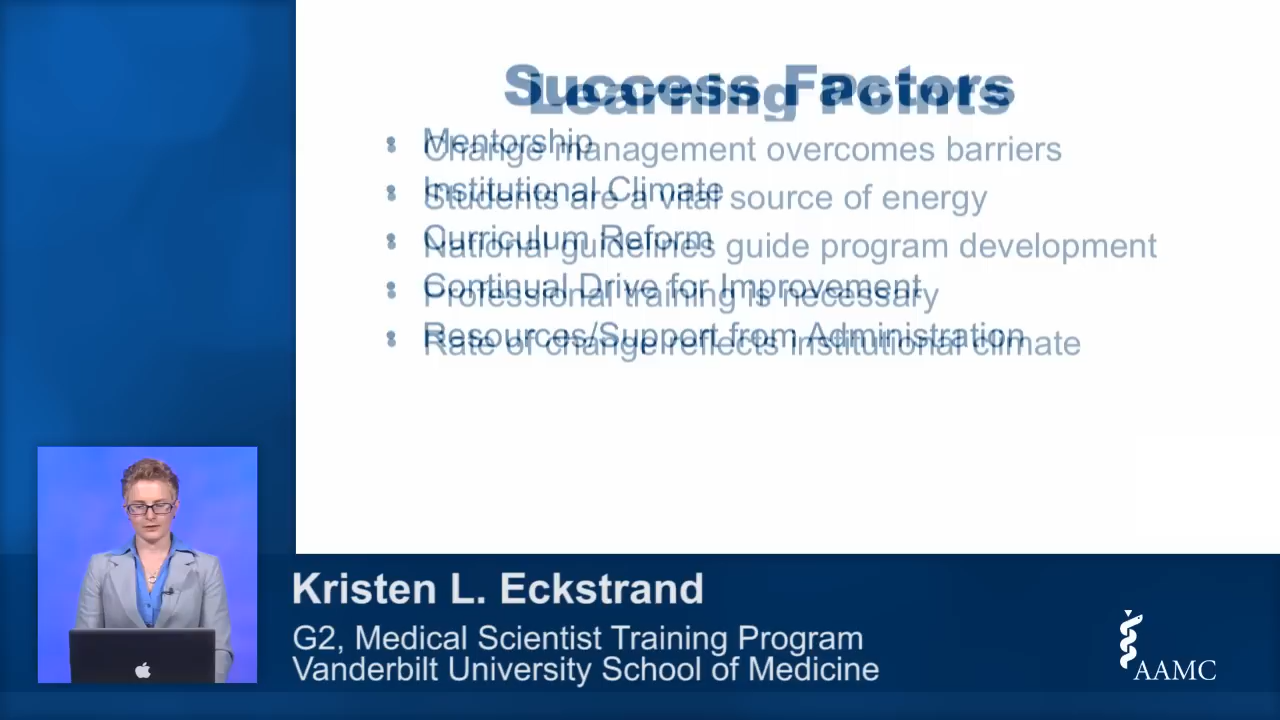 Success Factors
Learning Points
• Mentorship
• Change management overcomes barriers
• Institutional Climate
• Students are a vital source of energy
• Curriculum Reform
• National guidelines guide program development
• Continual Drive for Improvement
• Professional training is necessary
• Resources/Support from Administration
• Rate of change reflects institutional climate
Kristen L. Eckstrand
G2, Medical Scientist Training Program
Vanderbilt University School of Medicine
AAMC